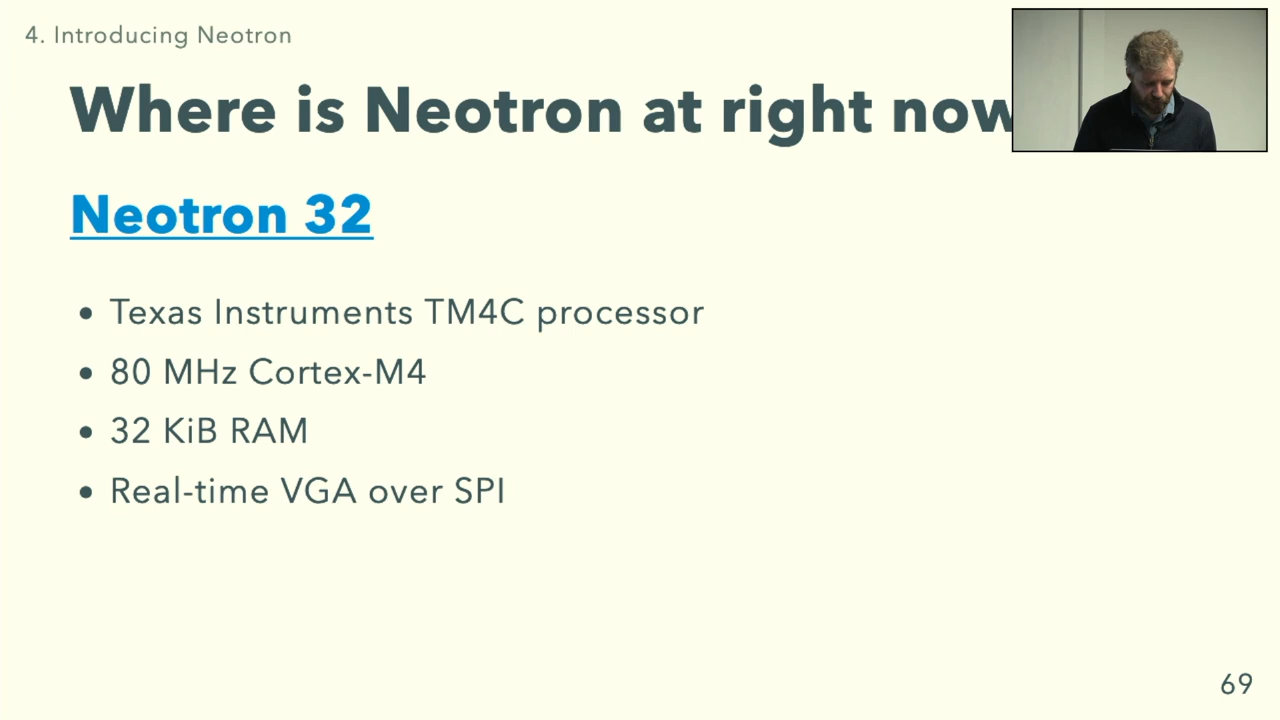 4. Introducing Neotron
Where is Neotron at right now
Neotron 32
• Texas Instruments TM4C processor
• 80 MHz Cortex-M4
• 32 KiB RAM
• Real-time VGA over SPI
69